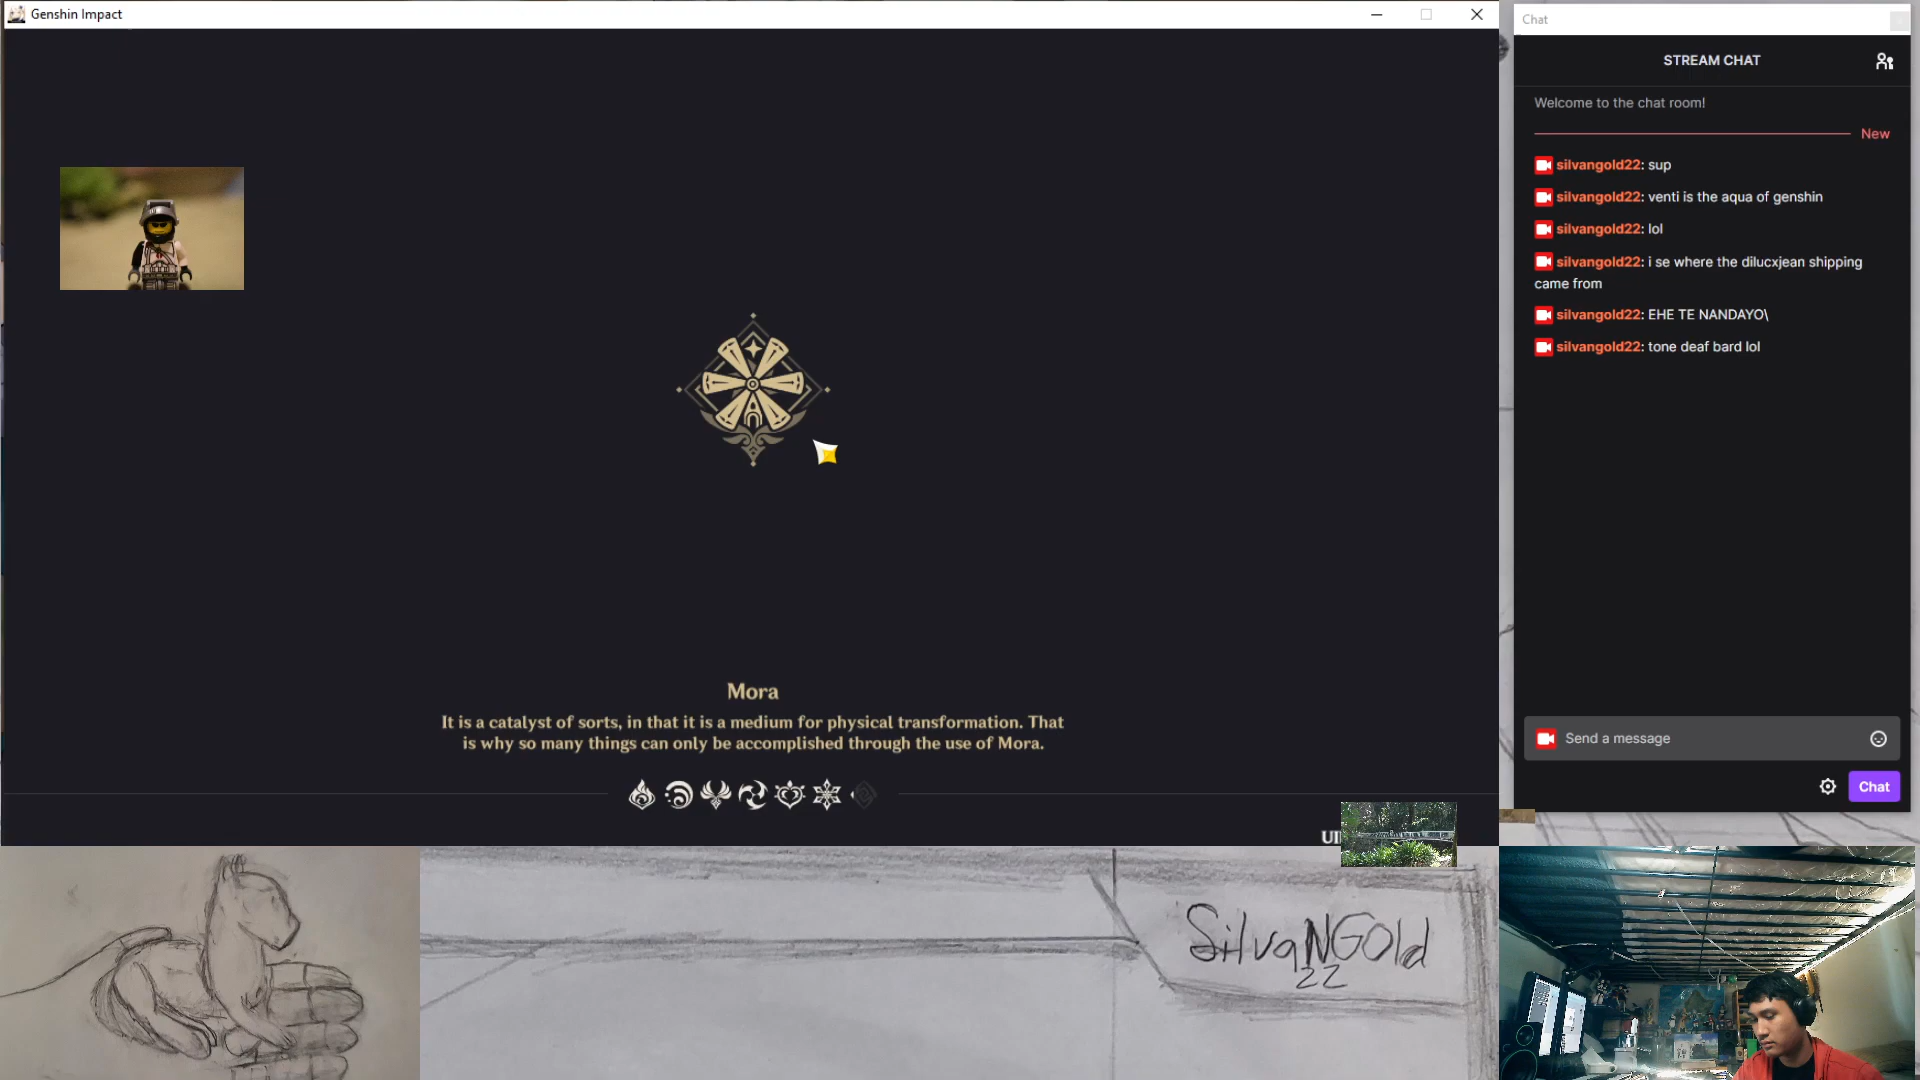 Genshin Impact
Chat
STREAM CHAT
Welcome to the chat room!
New
silvangold22: sup
silvangold22: venti is the aqua of genshin
silvangold22: lol
silvangold22: i se where the dilucxjean shipping
came from
silvangold22: EHE TE NANDAYO\
silvangold22: tone deaf bard lol
Mora
It is a catalyst of sorts, in that it is a medium for physical transformation. That
is why so many things can only be accomplished through the use of Mora.
Send a message
Chat
UI
SilvaNGOld
22